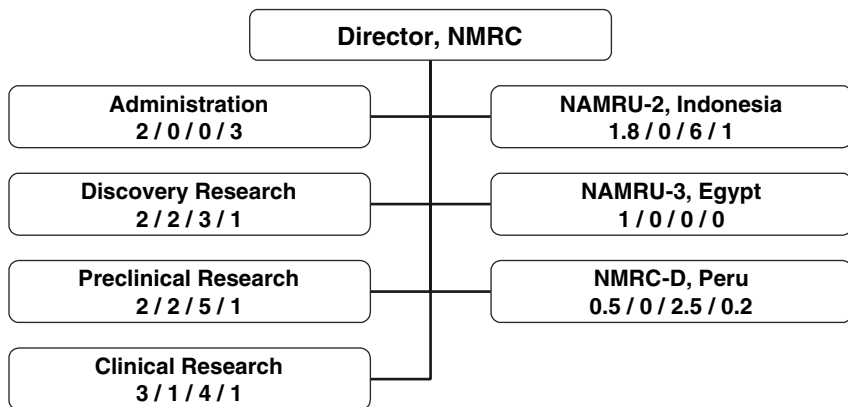 Director, NMRC
Administration
2 / 0 / 0 / 3
NAMRU-2, Indonesia
1.8 / 0 / 6 / 1
Discovery Research
2 / 2 / 3 / 1
NAMRU-3, Egypt
1 / 0 / 0 / 0
Preclinical Research
2 / 2 / 5 / 1
NMRC-D, Peru
0.5 / 0 / 2.5 / 0.2
Clinical Research
3 / 1 / 4 / 1